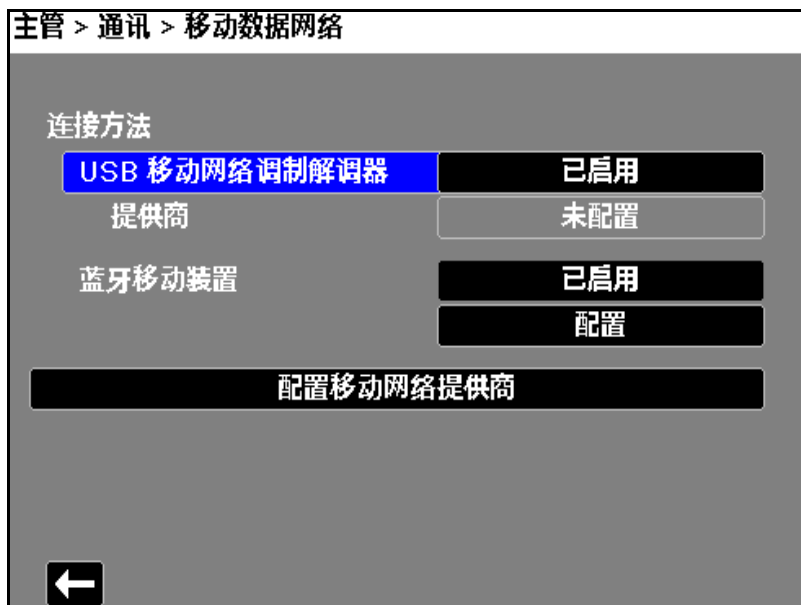 主管 > 通讯 > 移动数据网络
连接方法
USB 移动网络调制解调器 已启用
提供商 未配置
蓝牙移动装置 已启用
配置
配置移动网络提供商